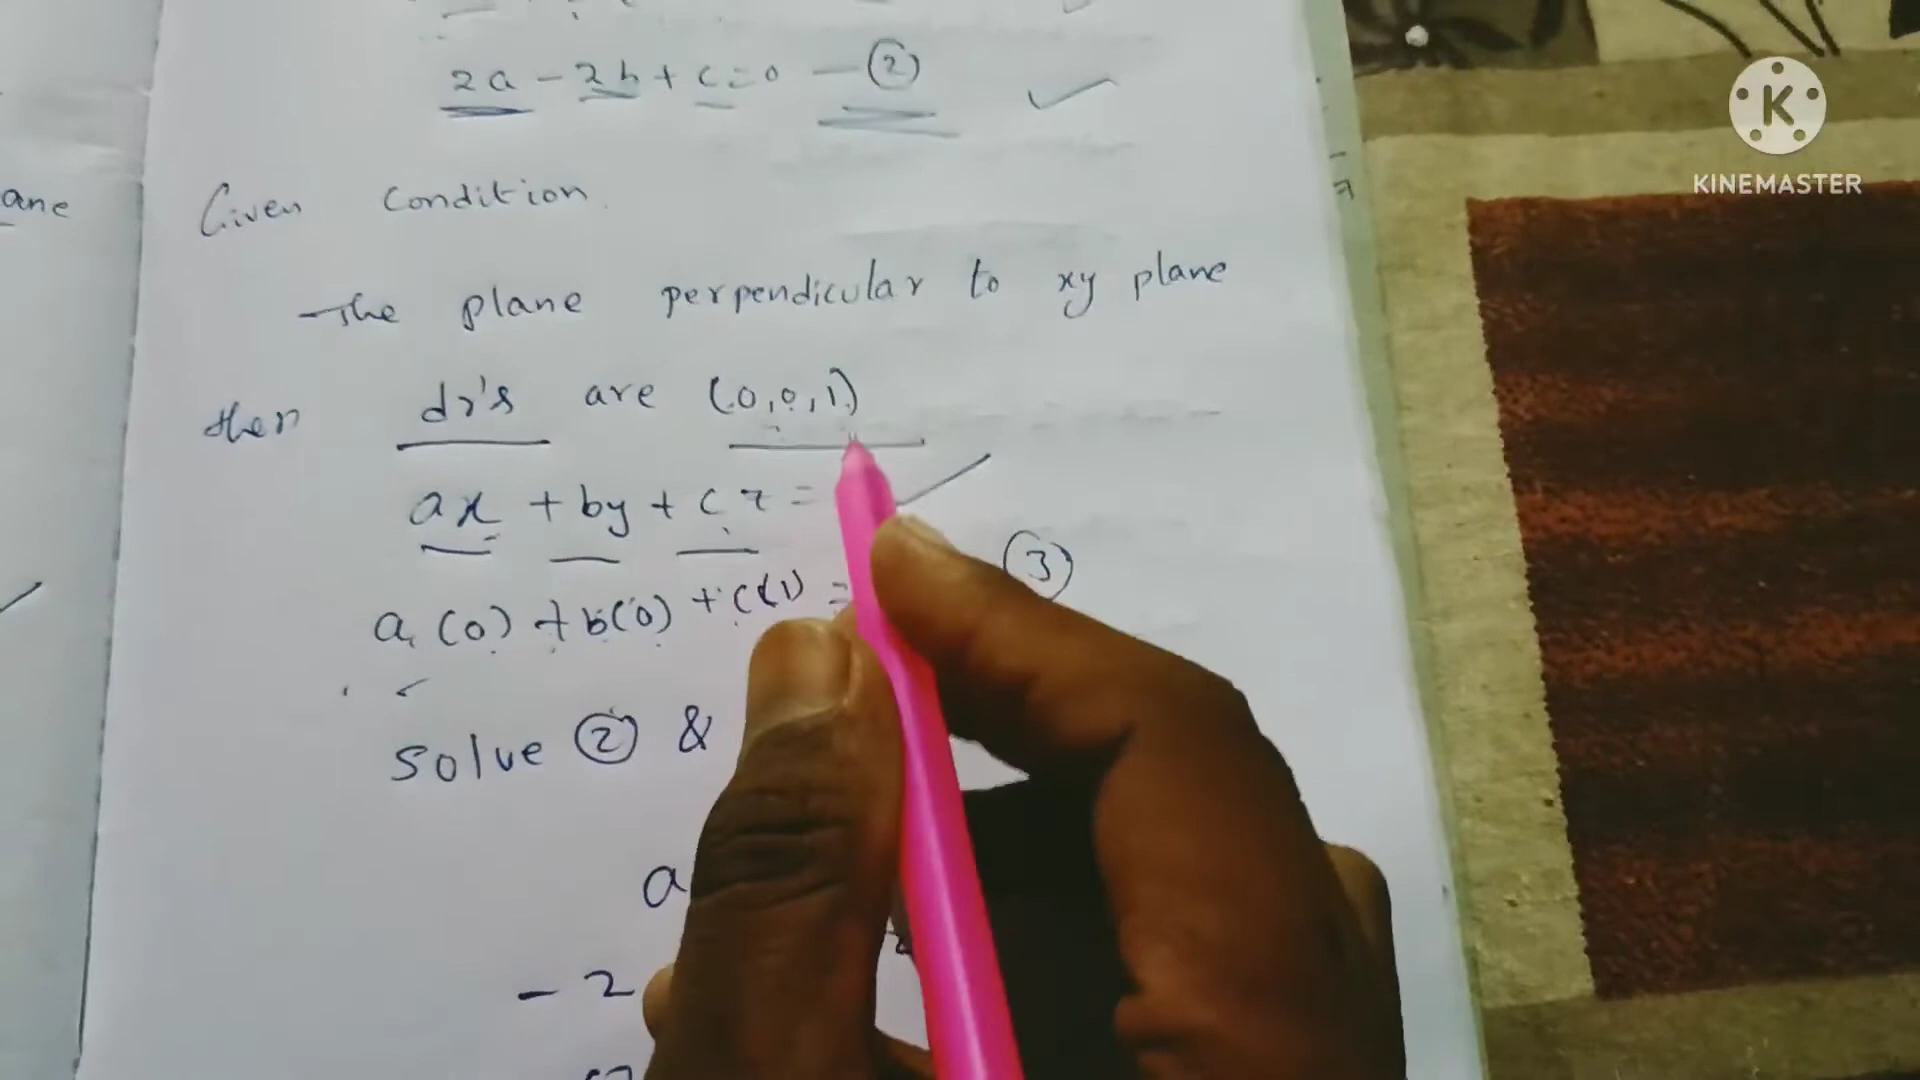 2a - 2b + c = 0 — ②
KINEMASTER
ane
Given condition.
The plane perpendicular to xy plane
then dr's are (0,0,1)
ax + by + cz =
a(0) + b(0) + c(1) = ③
solve ② &
a
- 2